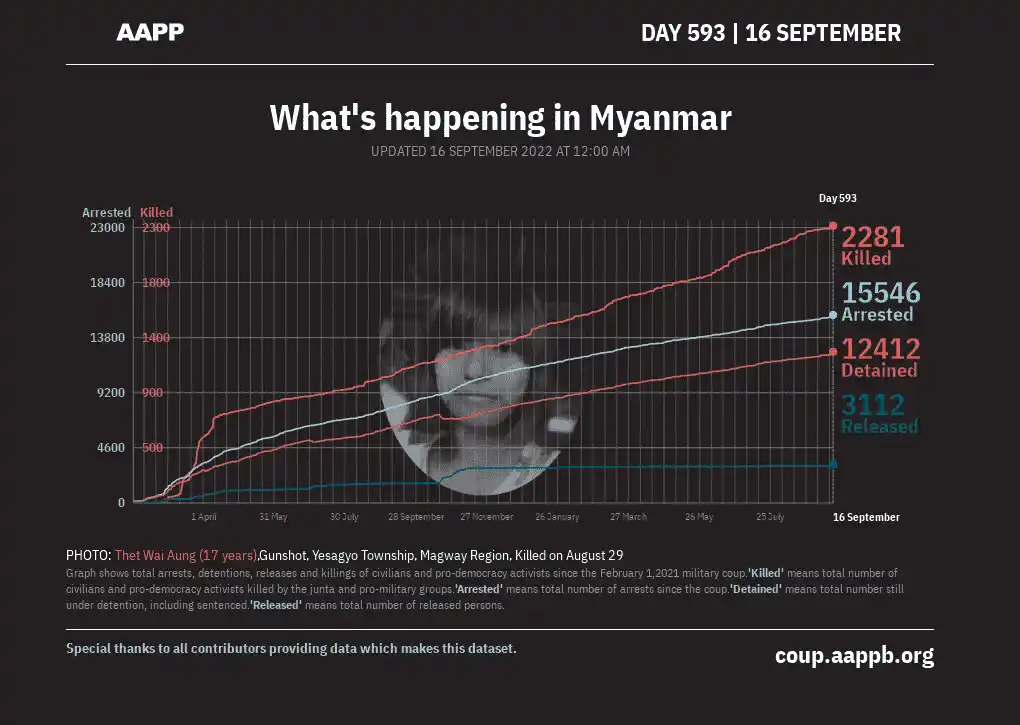 AAPP
DAY 593 | 16 SEPTEMBER
What's happening in Myanmar
UPDATED 16 SEPTEMBER 2022 AT 12:00 AM
Day 593
Arrested Killed
23000 2300
18400 1800
13800 1400
9200 900
4600 500
0
2281
Killed
15546
Arrested
12412
Detained
3112
Released
1 April 31 May 30 July 28 September 27 November 26 January 27 March 26 May 25 July 16 September
PHOTO: Thet Wai Aung (17 years),Gunshot, Yesagyo Township, Magway Region, Killed on August 29
Graph shows total arrests, detentions, releases and killings of civilians and pro-democracy activists since the February 1,2021 military coup.'Killed' means total number of
civilians and pro-democracy activists killed by the junta and pro-military groups.'Arrested' means total number of arrests since the coup.'Detained' means total number still
under detention, including sentenced.'Released' means total number of released persons.
Special thanks to all contributors providing data which makes this dataset.
coup.aappb.org